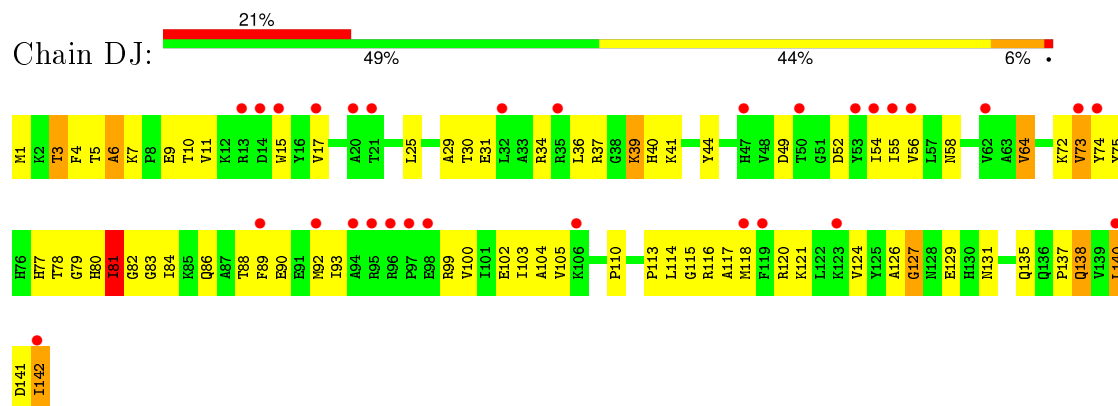 21%
Chain DJ:
49% 44% 6% •
M1 K2 T3 F4 T5 A6 K7 P8 E9 T10 V11 K12 R13 D14 W15 Y16 V17 A20 T21 L25 A29 T30 E31 L32 A33 R34 R35 L36 R37 G38 K39 H40 K41 Y44 H47 V48 D49 T50 G51 D52 Y53 I54 I55 V56 L57 N58 V62 A63 V64 K72 V73 Y74 Y75
H76 H77 T78 G79 H80 I81 G82 G83 I84 K85 Q86 A87 T88 F89 E90 E91 M92 I93 A94 R95 R96 P97 E98 R99 V100 I101 E102 I103 A104 V105 K106 P110 P113 L114 G115 R116 A117 M118 F119 R120 K121 L122 K123 V124 Y125 A126 G127 N128 E129 H130 N131 Q135 Q136 P137 Q138 V139 L140
D141 I142